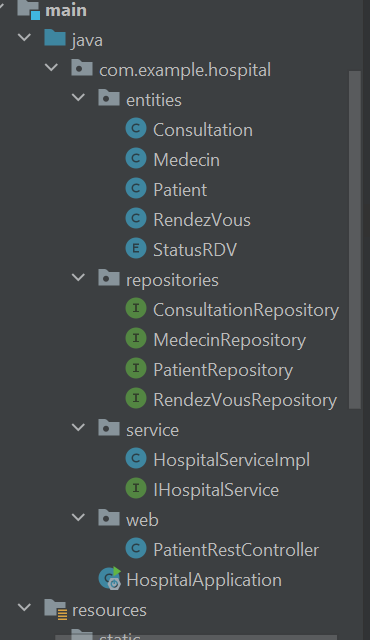 main
java
com.example.hospital
entities
C Consultation
C Medecin
C Patient
C RendezVous
E StatusRDV
repositories
I ConsultationRepository
I MedecinRepository
I PatientRepository
I RendezVousRepository
service
C HospitalServiceImpl
I IHospitalService
web
C PatientRestController
HospitalApplication
resources
static